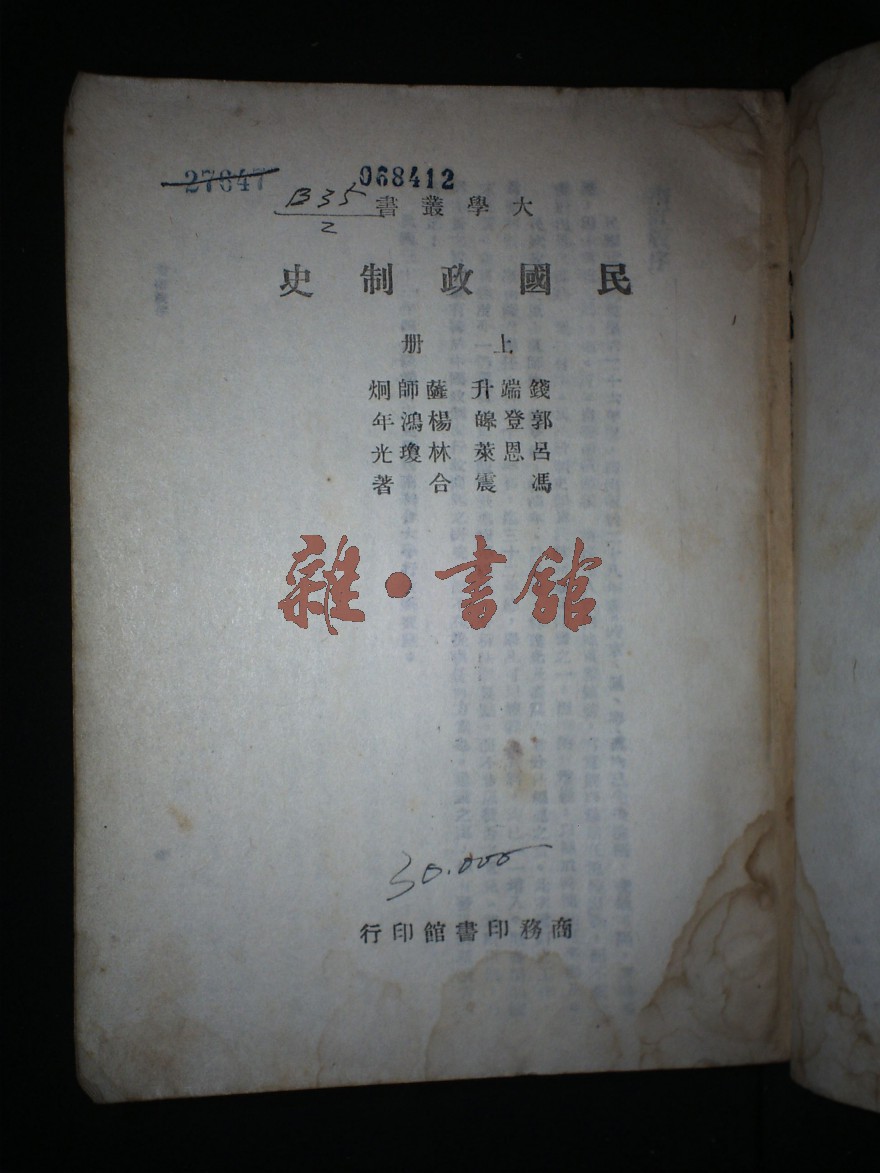 27647 068412
B35
2
大學叢書
民國政制史
上册
錢端升 薩師炯
郭登皞 楊鴻年
呂恩萊 林瓊光
馮震 合著
雜·書館
30.000
商務印書館印行